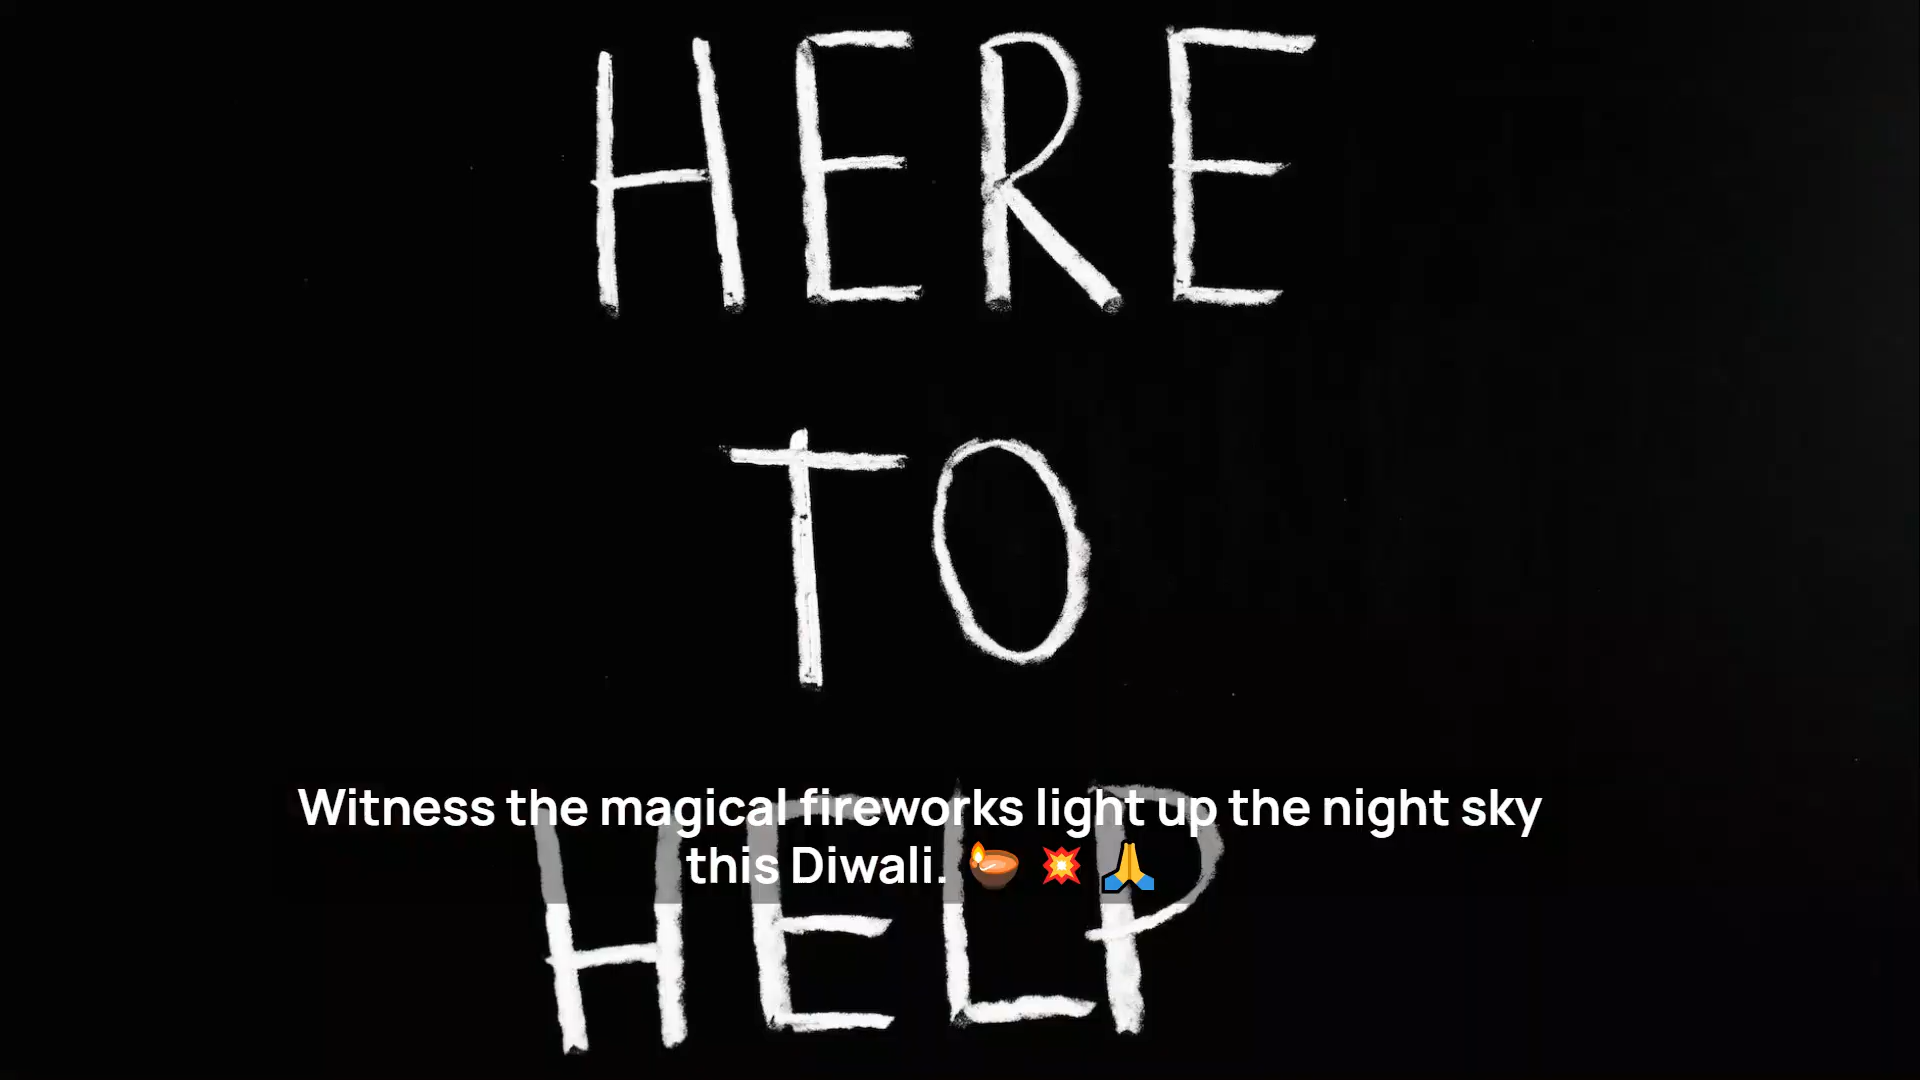 HERE
TO
Witness the magical fireworks light up the night sky
this Diwali. 🪔 💥 🙏
HELP